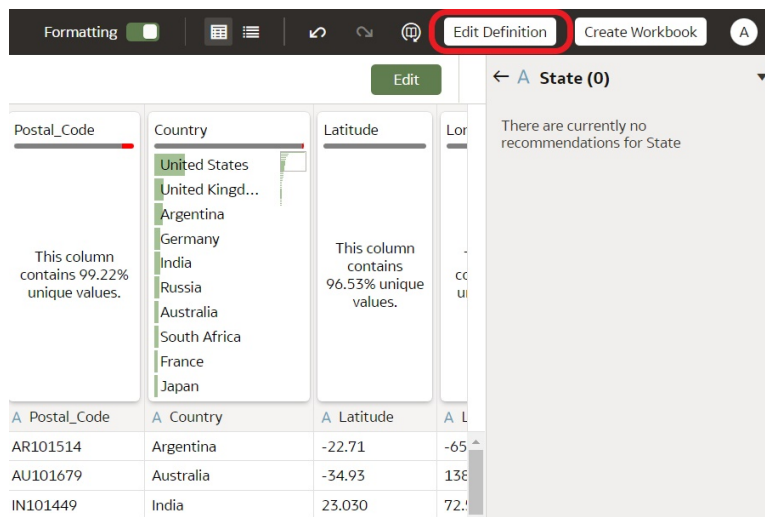 Formatting
Edit Definition
Create Workbook
A
Edit
← A State (0)
There are currently no
recommendations for State
Postal_Code
Country
Latitude
Lor
This column
contains 99.22%
unique values.
United States
United Kingd...
Argentina
Germany
India
Russia
Australia
South Africa
France
Japan
This column
contains
96.53% unique
values.
A Postal_Code
A Country
A Latitude
A L
AR101514
Argentina
-22.71
-65
AU101679
Australia
-34.93
138
IN101449
India
23.030
72.